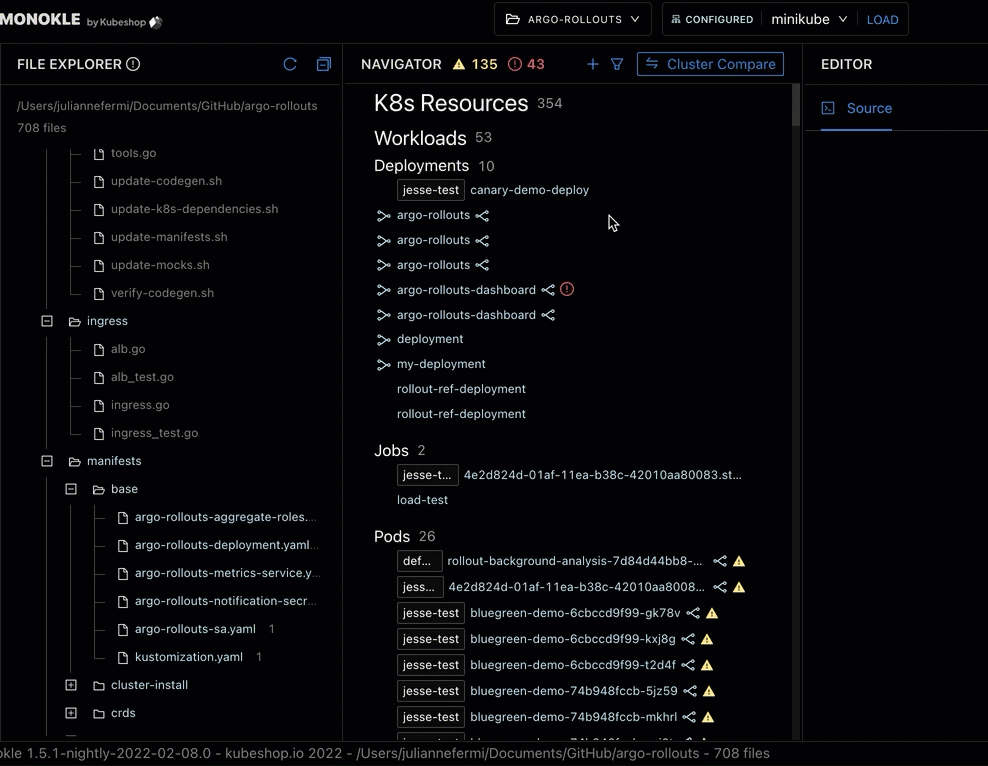 MONOKLE by Kubeshop
ARGO-ROLLOUTS
CONFIGURED
minikube
LOAD
FILE EXPLORER
NAVIGATOR
135
43
Cluster Compare
EDITOR
/Users/juliannefermi/Documents/GitHub/argo-rollouts
708 files
tools.go
update-codegen.sh
update-k8s-dependencies.sh
update-manifests.sh
update-mocks.sh
verify-codegen.sh
ingress
alb.go
alb_test.go
ingress.go
ingress_test.go
manifests
base
argo-rollouts-aggregate-roles....
argo-rollouts-deployment.yaml...
argo-rollouts-metrics-service.y...
argo-rollouts-notification-secr...
argo-rollouts-sa.yaml 1
kustomization.yaml 1
cluster-install
crds
K8s Resources 354
Workloads 53
Deployments 10
jesse-test canary-demo-deploy
argo-rollouts
argo-rollouts
argo-rollouts
argo-rollouts-dashboard
argo-rollouts-dashboard
deployment
my-deployment
rollout-ref-deployment
rollout-ref-deployment
Jobs 2
jesse-t... 4e2d824d-01af-11ea-b38c-42010aa80083.st...
load-test
Pods 26
def... rollout-background-analysis-7d84d44bb8-...
jess... 4e2d824d-01af-11ea-b38c-42010aa8008...
jesse-test bluegreen-demo-6cbccd9f99-gk78v
jesse-test bluegreen-demo-6cbccd9f99-kxj8g
jesse-test bluegreen-demo-6cbccd9f99-t2d4f
jesse-test bluegreen-demo-74b948fccb-5jz59
jesse-test bluegreen-demo-74b948fccb-mkhrl
Source
okle 1.5.1-nightly-2022-02-08.0 - kubeshop.io 2022 - /Users/juliannefermi/Documents/GitHub/argo-rollouts - 708 files